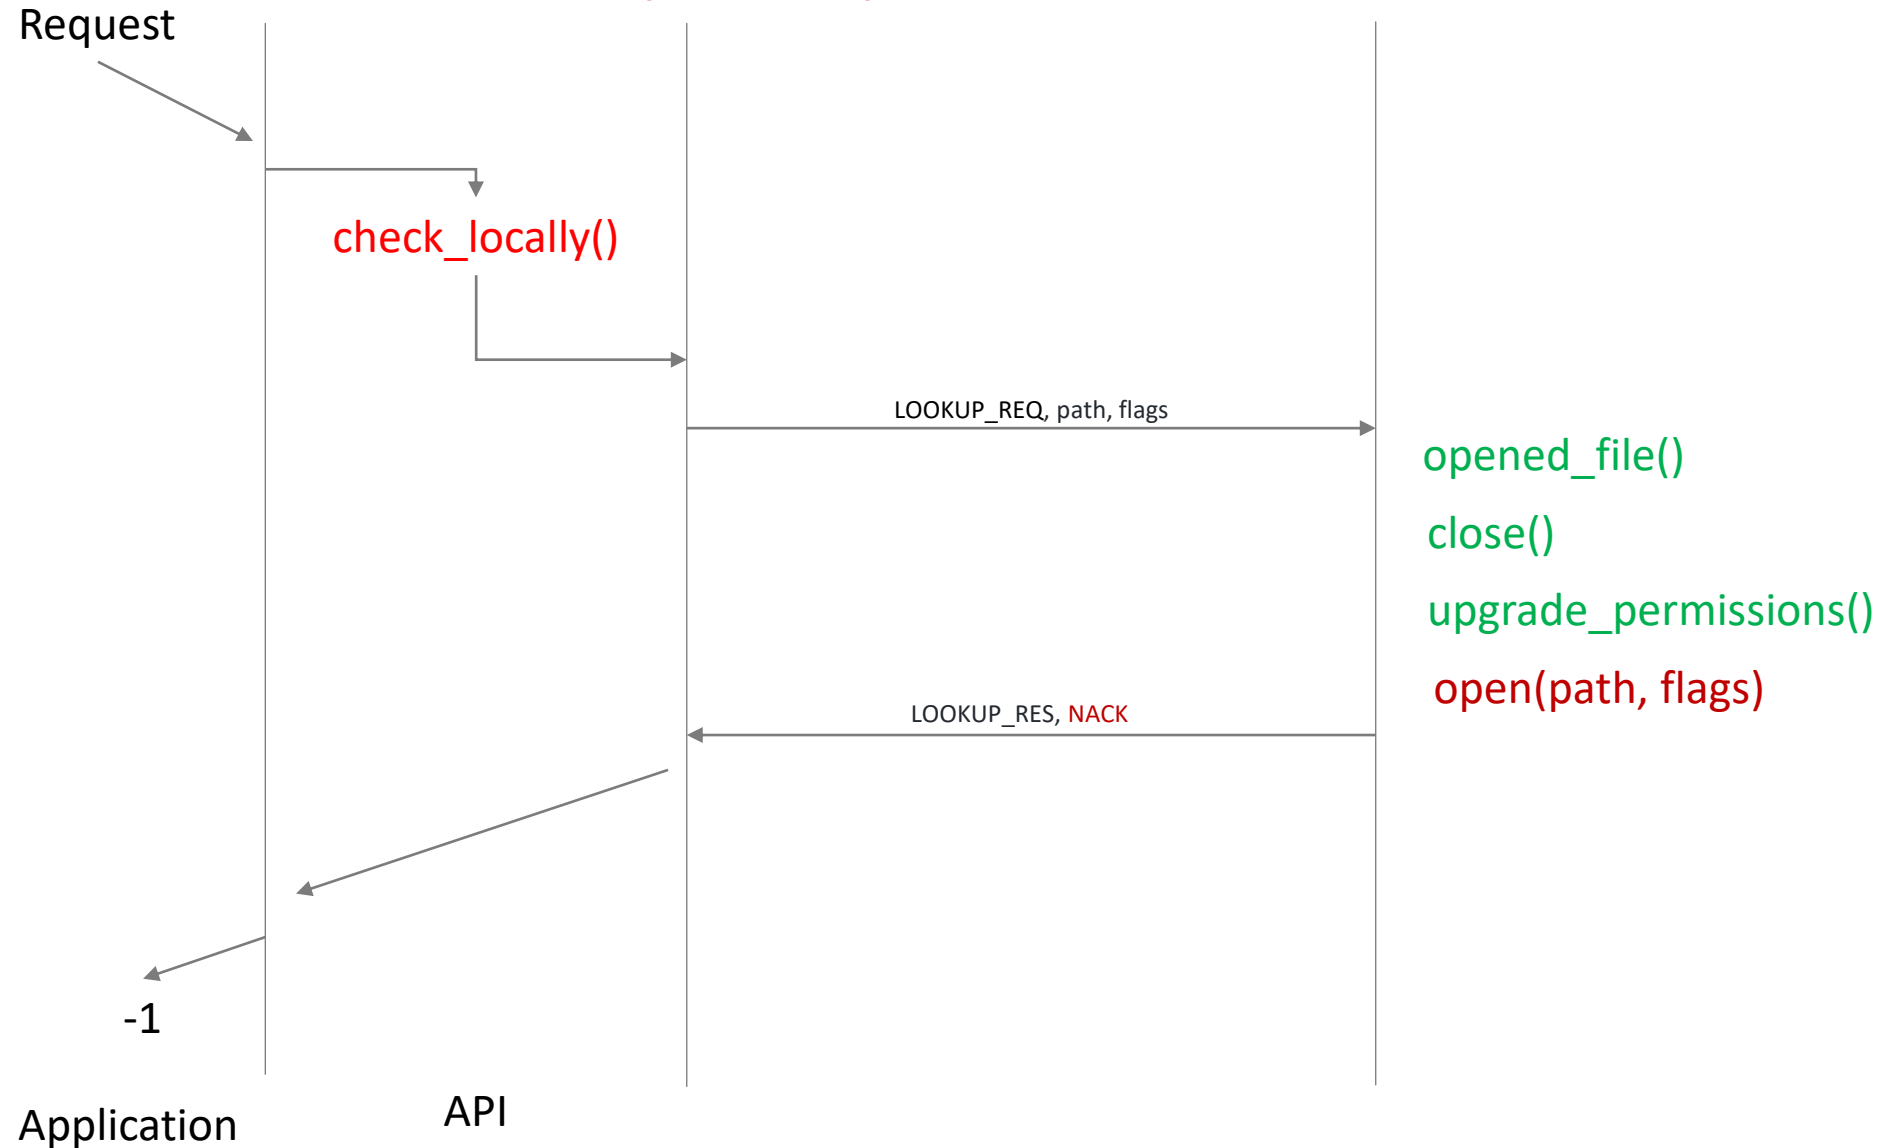 Request
check_locally()
LOOKUP_REQ, path, flags
opened_file()
close()
upgrade_permissions()
open(path, flags)
LOOKUP_RES, NACK
-1
API
Application